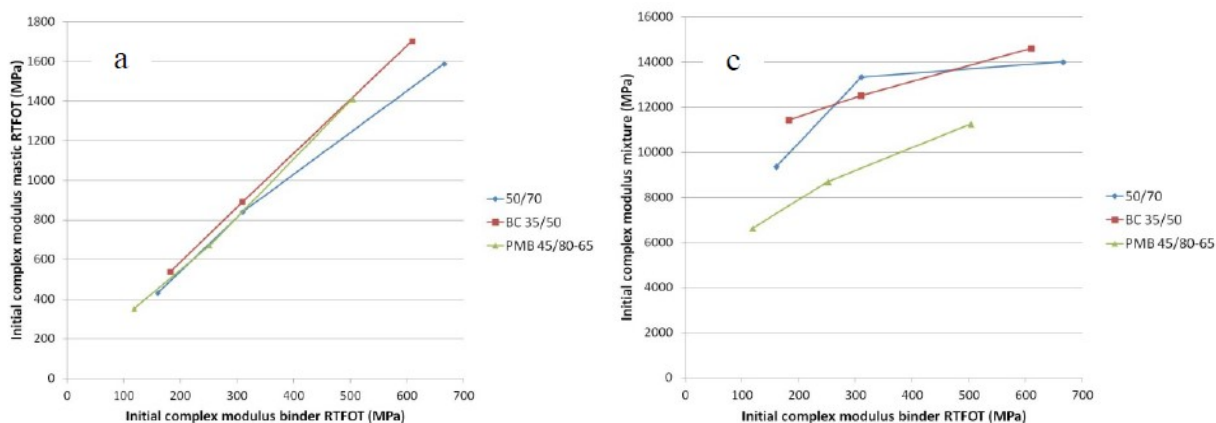 a
1800
1600
1400
1200
1000
800
600
400
200
0
0 100 200 300 400 500 600 700
Initial complex modulus mastic RTFOT (MPa)
Initial complex modulus binder RTFOT (MPa)
50/70
BC 35/50
PMB 45/80-65
c
16000
14000
12000
10000
8000
6000
4000
2000
0
0 100 200 300 400 500 600 700
Initial complex modulus mixture (MPa)
Initial complex modulus binder RTFOT (MPa)
50/70
BC 35/50
PMB 45/80-65